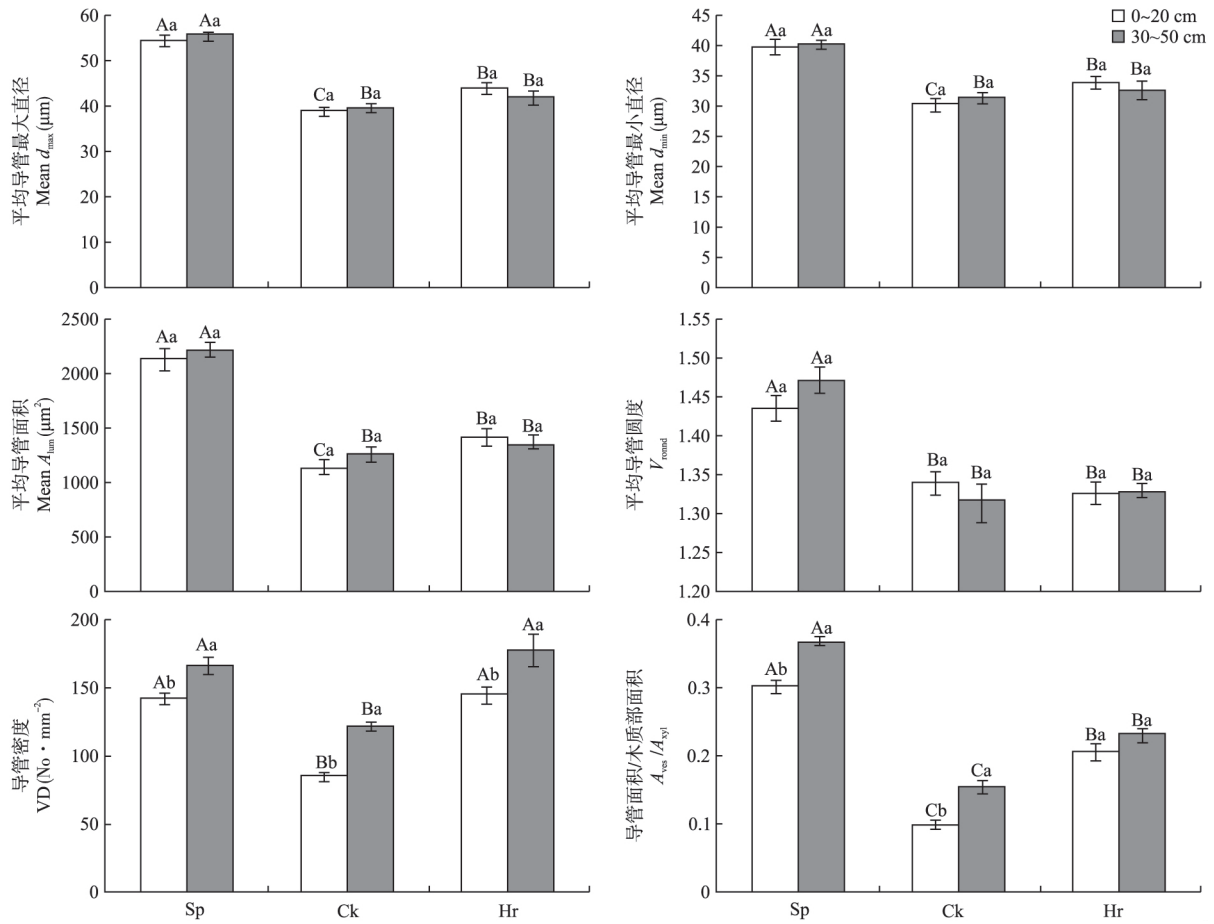 0~20 cm
30~50 cm
平均导管最大直径
Mean dmax (μm)
60
50
40
30
20
10
0
Aa Aa
Ca Ba
Ba Ba
平均导管最小直径
Mean dmin (μm)
45
40
35
30
25
20
15
10
5
0
Aa Aa
Ca Ba
Ba Ba
平均导管面积
Mean Alum (μm²)
2500
2000
1500
1000
500
0
Aa Aa
Ca Ba
Ba Ba
平均导管圆度
Vronnd
1.55
1.50
1.45
1.40
1.35
1.30
1.25
1.20
Aa Aa
Ba Ba
Ba Ba
导管密度
VD (No·mm⁻²)
200
150
100
50
0
Ab Aa
Bb Ba
Ab Aa
Sp Ck Hr
导管面积/木质部面积
Aves /Axyl
0.4
0.3
0.2
0.1
0
Ab Aa
Cb Ca
Ba Ba
Sp Ck Hr